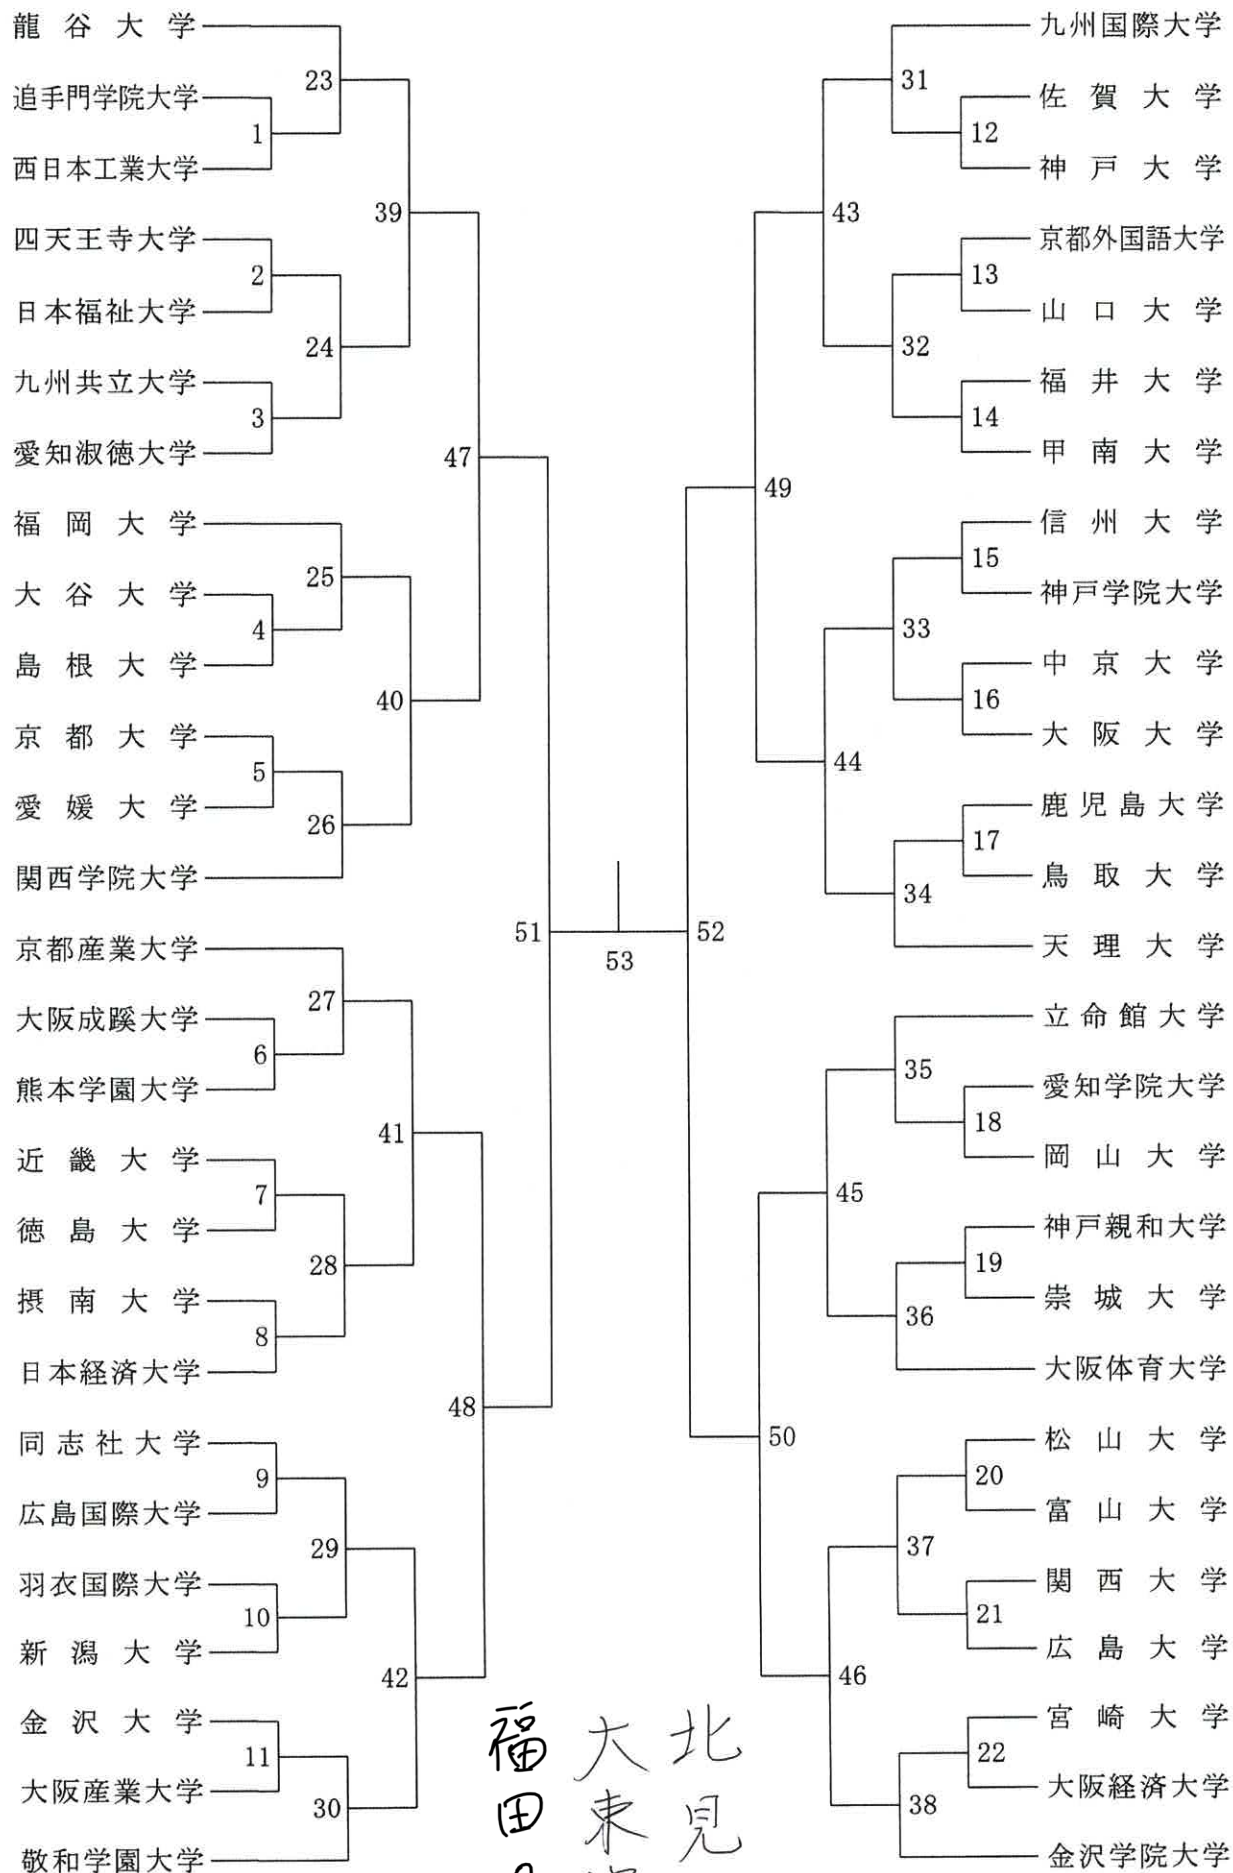 龍谷大学
23
追手門学院大学
1
西日本工業大学
39
四天王寺大学
2
日本福祉大学
24
九州共立大学
3
愛知淑徳大学
47
福岡大学
25
大谷大学
4
島根大学
40
京都大学
5
愛媛大学
26
関西学院大学
51
京都産業大学
27
大阪成蹊大学
6
熊本学園大学
41
近畿大学
7
徳島大学
28
摂南大学
8
日本経済大学
48
同志社大学
9
広島国際大学
29
羽衣国際大学
10
新潟大学
42
金沢大学
11
大阪産業大学
30
敬和学園大学
53
九州国際大学
31
佐賀大学
12
神戸大学
43
京都外国語大学
13
山口大学
32
福井大学
14
甲南大学
49
信州大学
15
神戸学院大学
33
中京大学
16
大阪大学
44
鹿児島大学
17
鳥取大学
34
天理大学
52
立命館大学
35
愛知学院大学
18
岡山大学
45
神戸親和大学
19
崇城大学
36
大阪体育大学
50
松山大学
20
富山大学
37
関西大学
21
広島大学
46
宮崎大学
22
大阪経済大学
38
金沢学院大学
北見
大東
福田